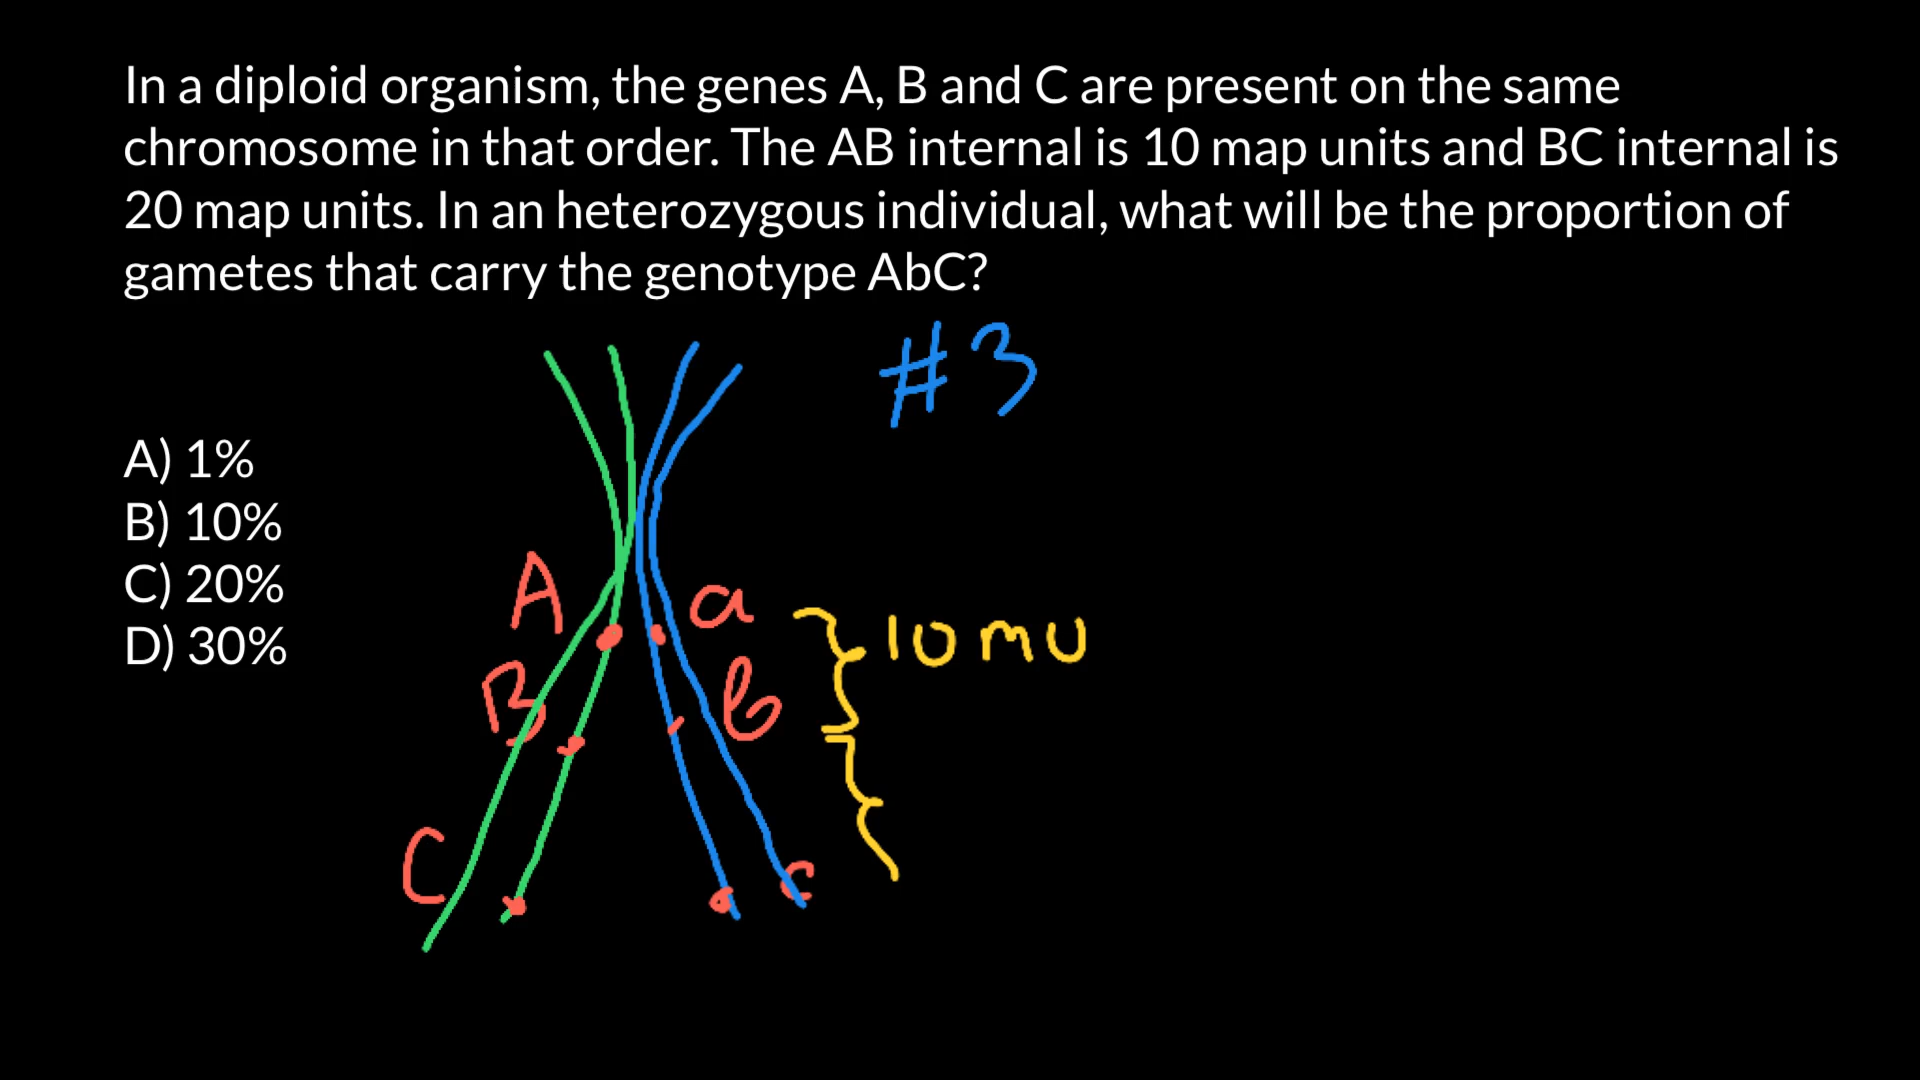 In a diploid organism, the genes A, B and C are present on the same
chromosome in that order. The AB internal is 10 map units and BC internal is
20 map units. In an heterozygous individual, what will be the proportion of
gametes that carry the genotype AbC?
#3
A) 1%
B) 10%
C) 20%
D) 30%
A a
10 mU
B b
C c